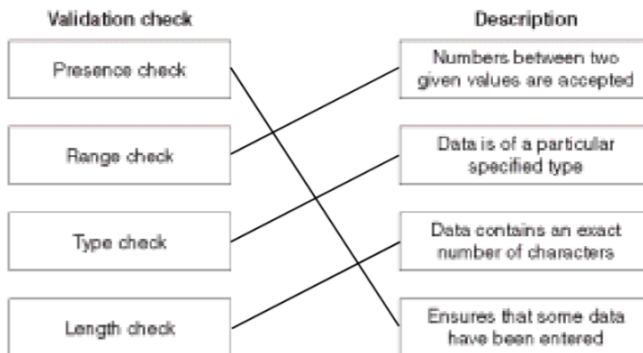 Validation check
Description
Presence check
Numbers between two
given values are accepted
Range check
Data is of a particular
specified type
Type check
Data contains an exact
number of characters
Length check
Ensures that some data
have been entered